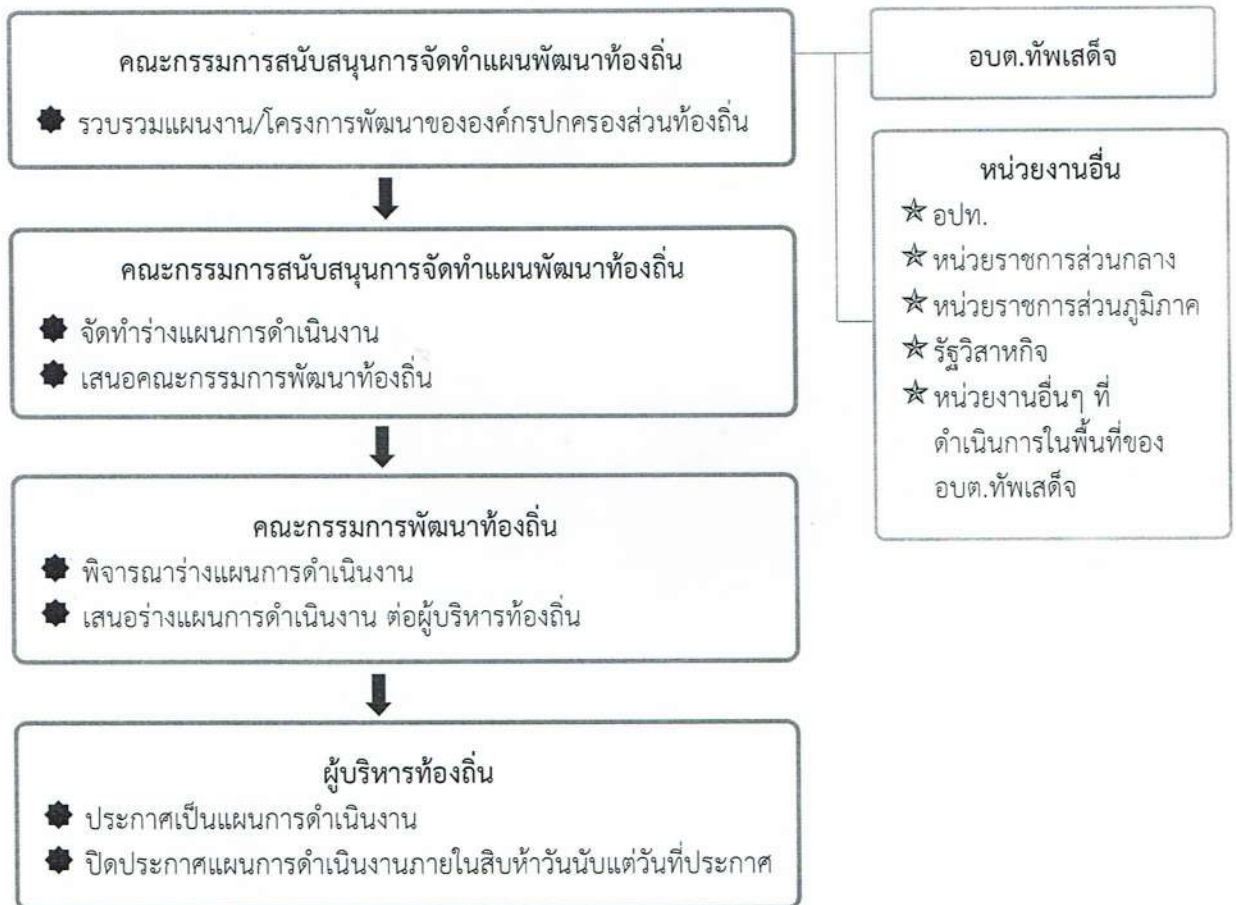 คณะกรรมการสนับสนุนการจัดทำแผนพัฒนาท้องถิ่น
รวบรวมแผนงาน/โครงการพัฒนาขององค์กรปกครองส่วนท้องถิ่น
อบต.ทัพเสด็จ
หน่วยงานอื่น
อปท.
หน่วยราชการส่วนกลาง
หน่วยราชการส่วนภูมิภาค
รัฐวิสาหกิจ
หน่วยงานอื่นๆ ที่
ดำเนินการในพื้นที่ของ
อบต.ทัพเสด็จ
คณะกรรมการสนับสนุนการจัดทำแผนพัฒนาท้องถิ่น
จัดทำร่างแผนการดำเนินงาน
เสนอคณะกรรมการพัฒนาท้องถิ่น
คณะกรรมการพัฒนาท้องถิ่น
พิจารณาร่างแผนการดำเนินงาน
เสนอร่างแผนการดำเนินงาน ต่อผู้บริหารท้องถิ่น
ผู้บริหารท้องถิ่น
ประกาศเป็นแผนการดำเนินงาน
ปิดประกาศแผนการดำเนินงานภายในสิบห้าวันนับแต่วันที่ประกาศ